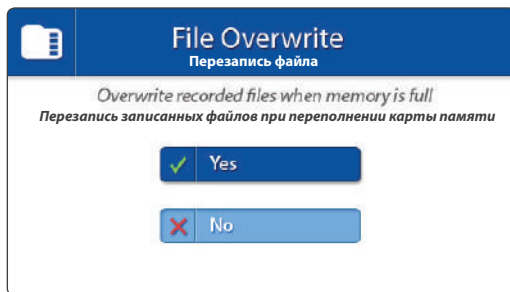 File Overwrite
Перезапись файла
Overwrite recorded files when memory is full
Перезапись записанных файлов при переполнении карты памяти
Yes
No